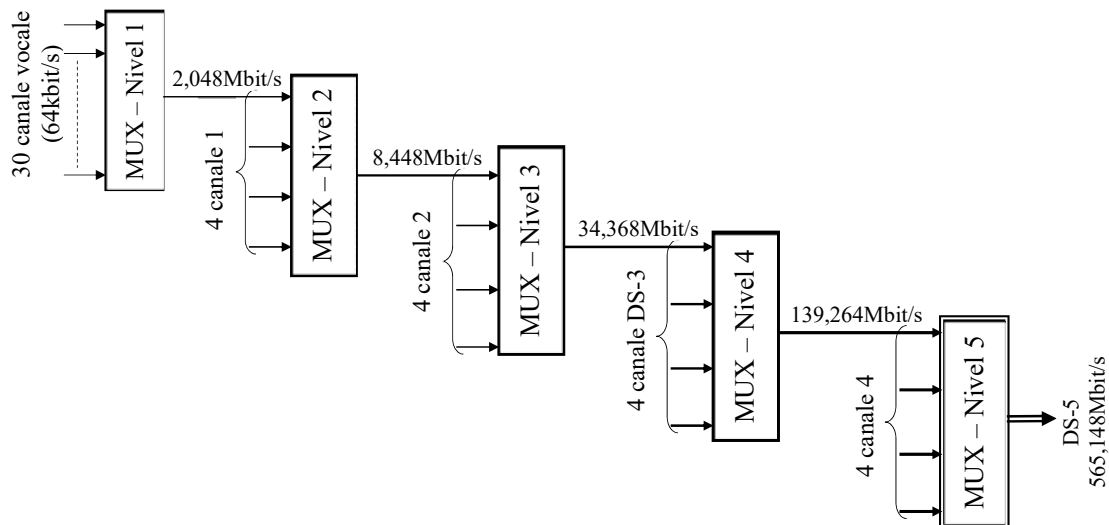 30 canale vocale
(64kbit/s)
MUX – Nivel 1
2,048Mbit/s
4 canale 1
MUX – Nivel 2
8,448Mbit/s
4 canale 2
MUX – Nivel 3
34,368Mbit/s
4 canale DS-3
MUX – Nivel 4
139,264Mbit/s
4 canale 4
MUX – Nivel 5
DS-5
565,148Mbit/s